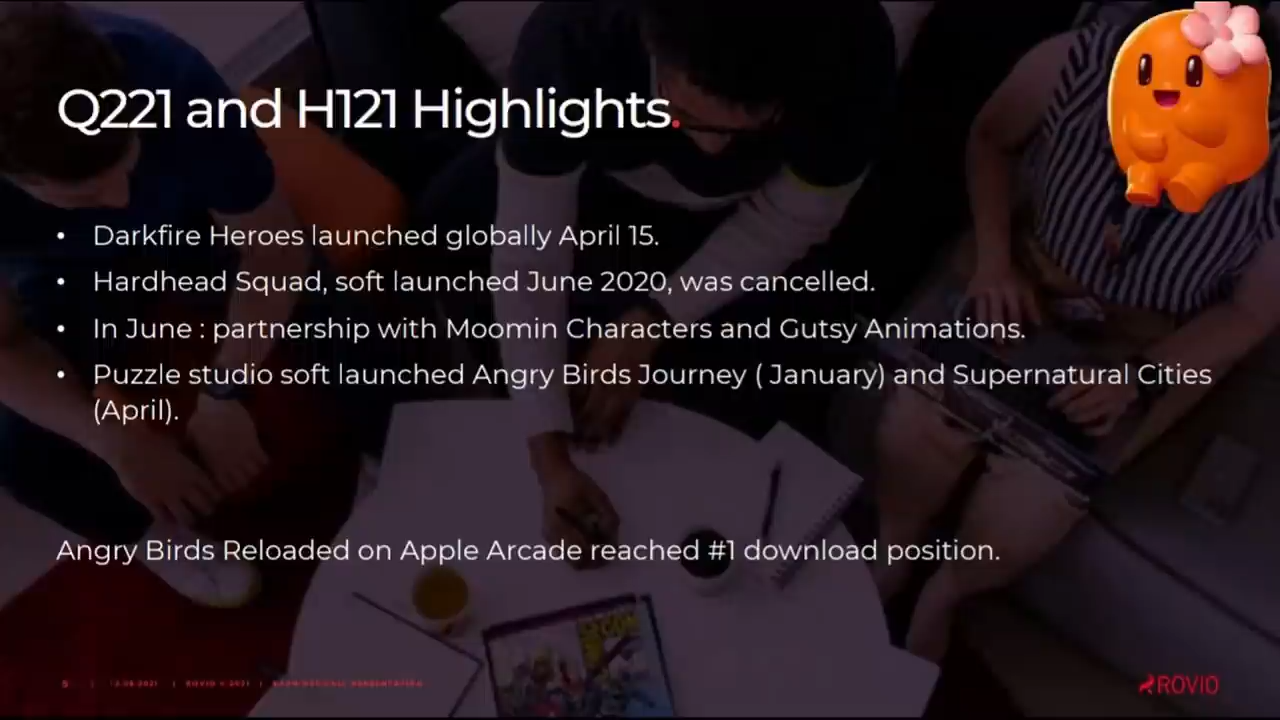 Q221 and H121 Highlights.
• Darkfire Heroes launched globally April 15.
• Hardhead Squad, soft launched June 2020, was cancelled.
• In June : partnership with Moomin Characters and Gutsy Animations.
• Puzzle studio soft launched Angry Birds Journey ( January) and Supernatural Cities
(April).
Angry Birds Reloaded on Apple Arcade reached #1 download position.
ROVIO © 2021
ROVIO